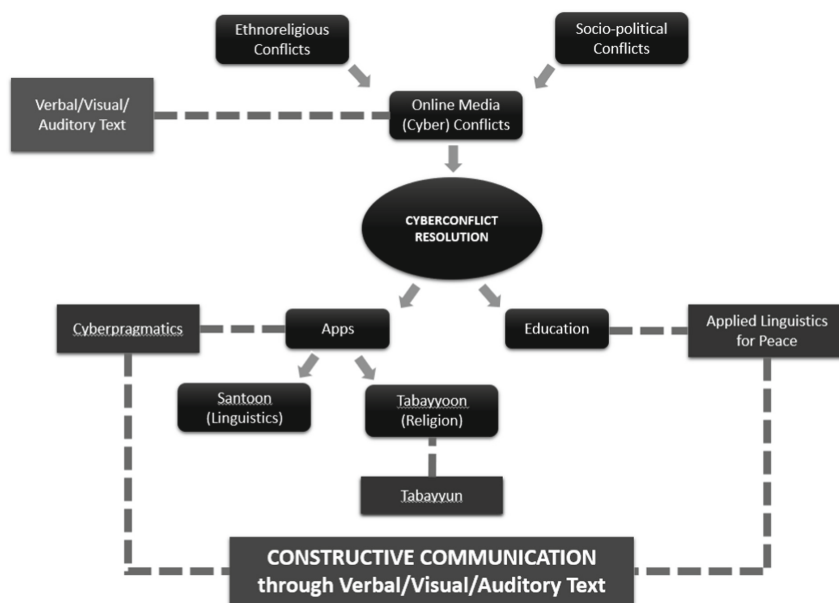 Ethnoreligious
Conflicts
Socio-political
Conflicts
Verbal/Visual/
Auditory Text
Online Media
(Cyber) Conflicts
CYBERCONFLICT
RESOLUTION
Cyberpragmatics
Apps
Education
Applied Linguistics
for Peace
Santoon
(Linguistics)
Tabayyoon
(Religion)
Tabayyun
CONSTRUCTIVE COMMUNICATION
through Verbal/Visual/Auditory Text